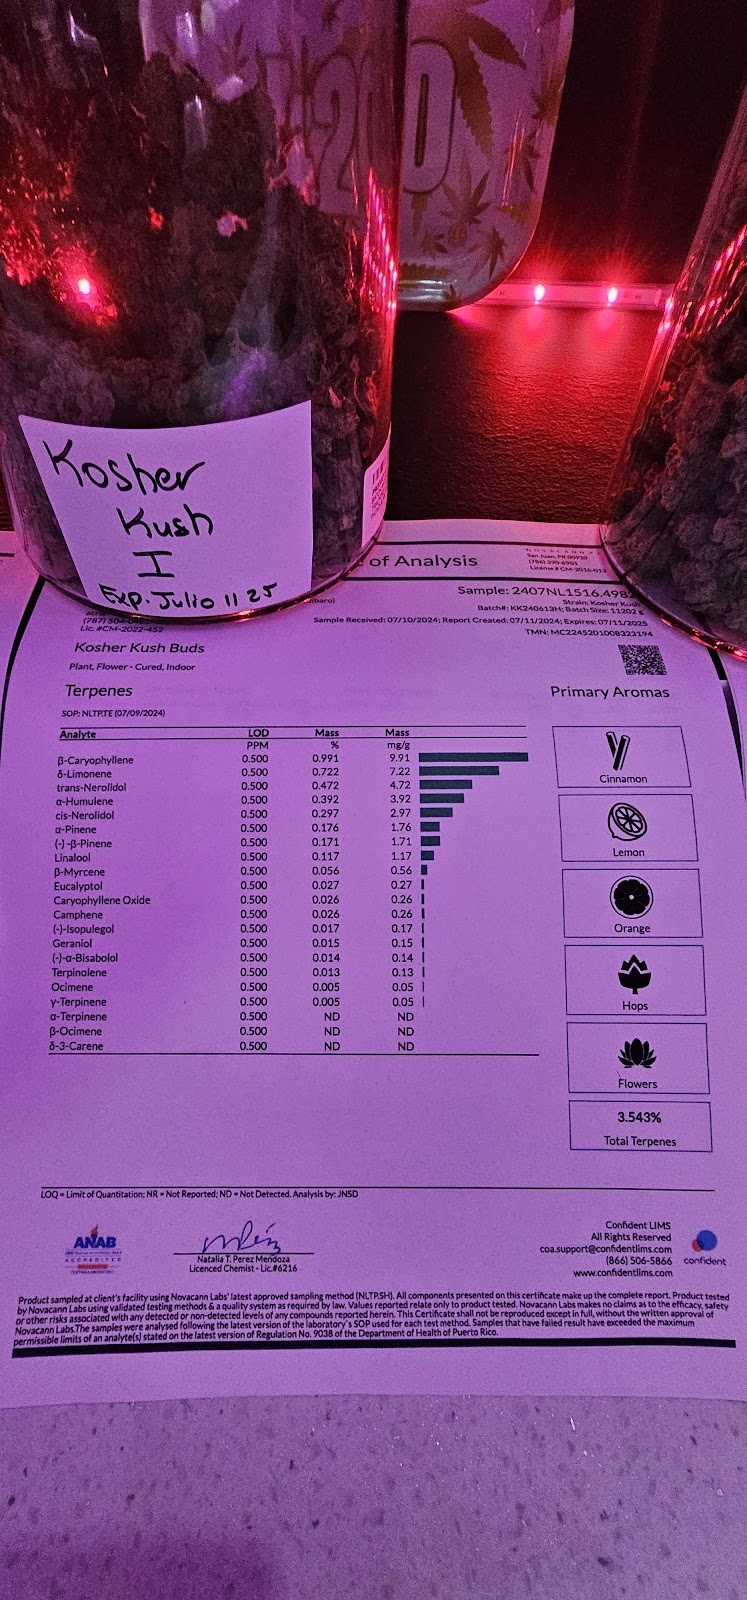 420
Kosher
Kush
I
Exp. Julio 11 25
of Analysis
San Juan, PR 00920
(786) 390-6901
License # CM-2016-013
(787) 504-
Lic. #CM-2022-452
Sample: 2407NL1516.4982
Strain: Kosher Kush
Batch#: KK240613H; Batch Size: 11202 g
Sample Received: 07/10/2024; Report Created: 07/11/2024; Expires: 07/11/2025
TMN: MC2245201008323194
Kosher Kush Buds
Plant, Flower - Cured, Indoor
Terpenes
Primary Aromas
SOP: NLTP.TE (07/09/2024)
Analyte LOD Mass Mass
PPM % mg/g
β-Caryophyllene 0.500 0.991 9.91
δ-Limonene 0.500 0.722 7.22
trans-Nerolidol 0.500 0.472 4.72
α-Humulene 0.500 0.392 3.92
cis-Nerolidol 0.500 0.297 2.97
α-Pinene 0.500 0.176 1.76
(-)-β-Pinene 0.500 0.171 1.71
Linalool 0.500 0.117 1.17
β-Myrcene 0.500 0.056 0.56
Eucalyptol 0.500 0.027 0.27
Caryophyllene Oxide 0.500 0.026 0.26
Camphene 0.500 0.026 0.26
(-)-Isopulegol 0.500 0.017 0.17
Geraniol 0.500 0.015 0.15
(-)-α-Bisabolol 0.500 0.014 0.14
Terpinolene 0.500 0.013 0.13
Ocimene 0.500 0.005 0.05
γ-Terpinene 0.500 0.005 0.05
α-Terpinene 0.500 ND ND
β-Ocimene 0.500 ND ND
δ-3-Carene 0.500 ND ND
Cinnamon
Lemon
Orange
Hops
Flowers
3.543%
Total Terpenes
LOQ = Limit of Quantitation; NR = Not Reported; ND = Not Detected. Analysis by: JNSD
ANAB
ACCREDITED
TESTING LABORATORY
Natalia T. Perez Mendoza
Licenced Chemist - Lic.#6216
Confident LIMS
All Rights Reserved
coa.support@confidentlims.com
(866) 506-5866
www.confidentlims.com
confident
Product sampled at client's facility using Novacann Labs' latest approved sampling method (NLTP.SH). All components presented on this certificate make up the complete report. Product tested
by Novacann Labs using validated testing methods & a quality system as required by law. Values reported relate only to product tested. Novacann Labs makes no claims as to the efficacy, safety
or other risks associated with any detected or non-detected levels of any compounds reported herein. This Certificate shall not be reproduced except in full, without the written approval of
Novacann Labs.The samples were analysed following the latest version of the laboratory's SOP used for each test method. Samples that have failed result have exceeded the maximum
permissible limits of an analyte(s) stated on the latest version of Regulation No. 9038 of the Department of Health of Puerto Rico.